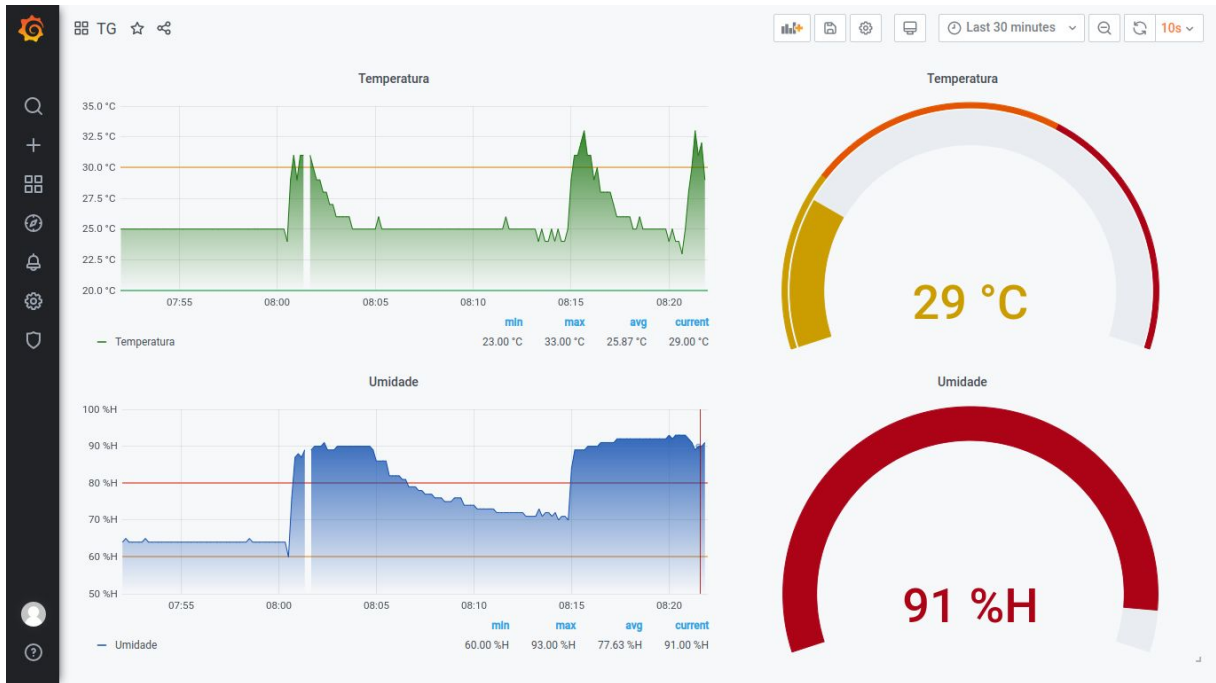 TG
Last 30 minutes
10s
Temperatura
35.0 °C
32.5 °C
30.0 °C
27.5 °C
25.0 °C
22.5 °C
20.0 °C
07:55 08:00 08:05 08:10 08:15 08:20
min max avg current
Temperatura 23.00 °C 33.00 °C 25.87 °C 29.00 °C
Temperatura
29 °C
Umidade
100 %H
90 %H
80 %H
70 %H
60 %H
50 %H
07:55 08:00 08:05 08:10 08:15 08:20
min max avg current
Umidade 60.00 %H 93.00 %H 77.63 %H 91.00 %H
Umidade
91 %H